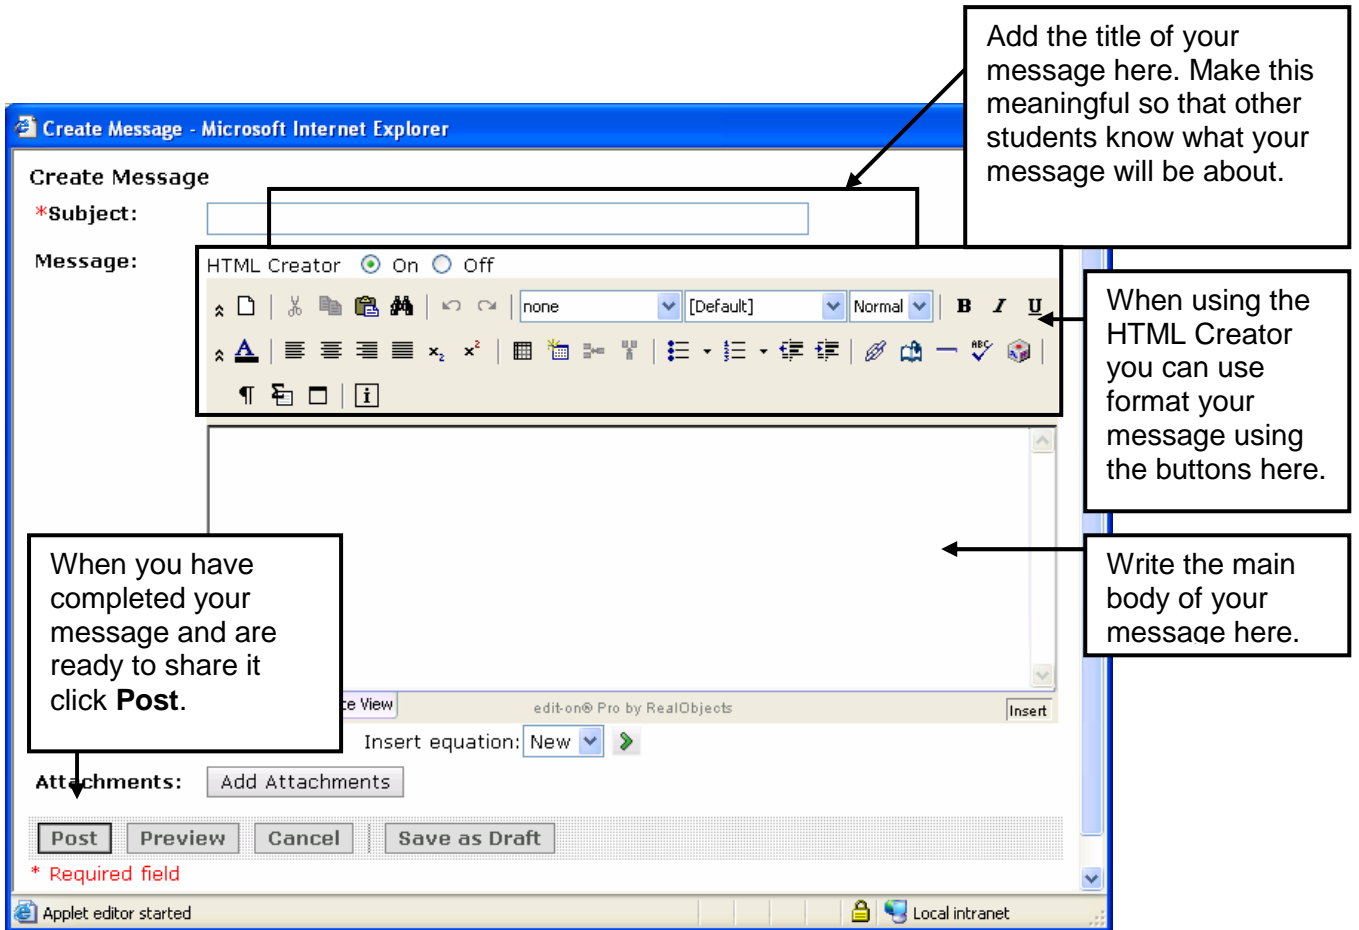 Add the title of your
message here. Make this
meaningful so that other
students know what your
message will be about.
Create Message - Microsoft Internet Explorer
Create Message
*Subject:
Message:
HTML Creator On Off
none [Default] Normal B I U
A x₂ x² ABC
¶ Σ i
When using the
HTML Creator
you can use
format your
message using
the buttons here.
When you have
completed your
message and are
ready to share it
click Post.
Write the main
body of your
message here.
te View edit-on® Pro by RealObjects Insert
Insert equation: New
Attachments: Add Attachments
Post Preview Cancel Save as Draft
* Required field
Applet editor started Local intranet